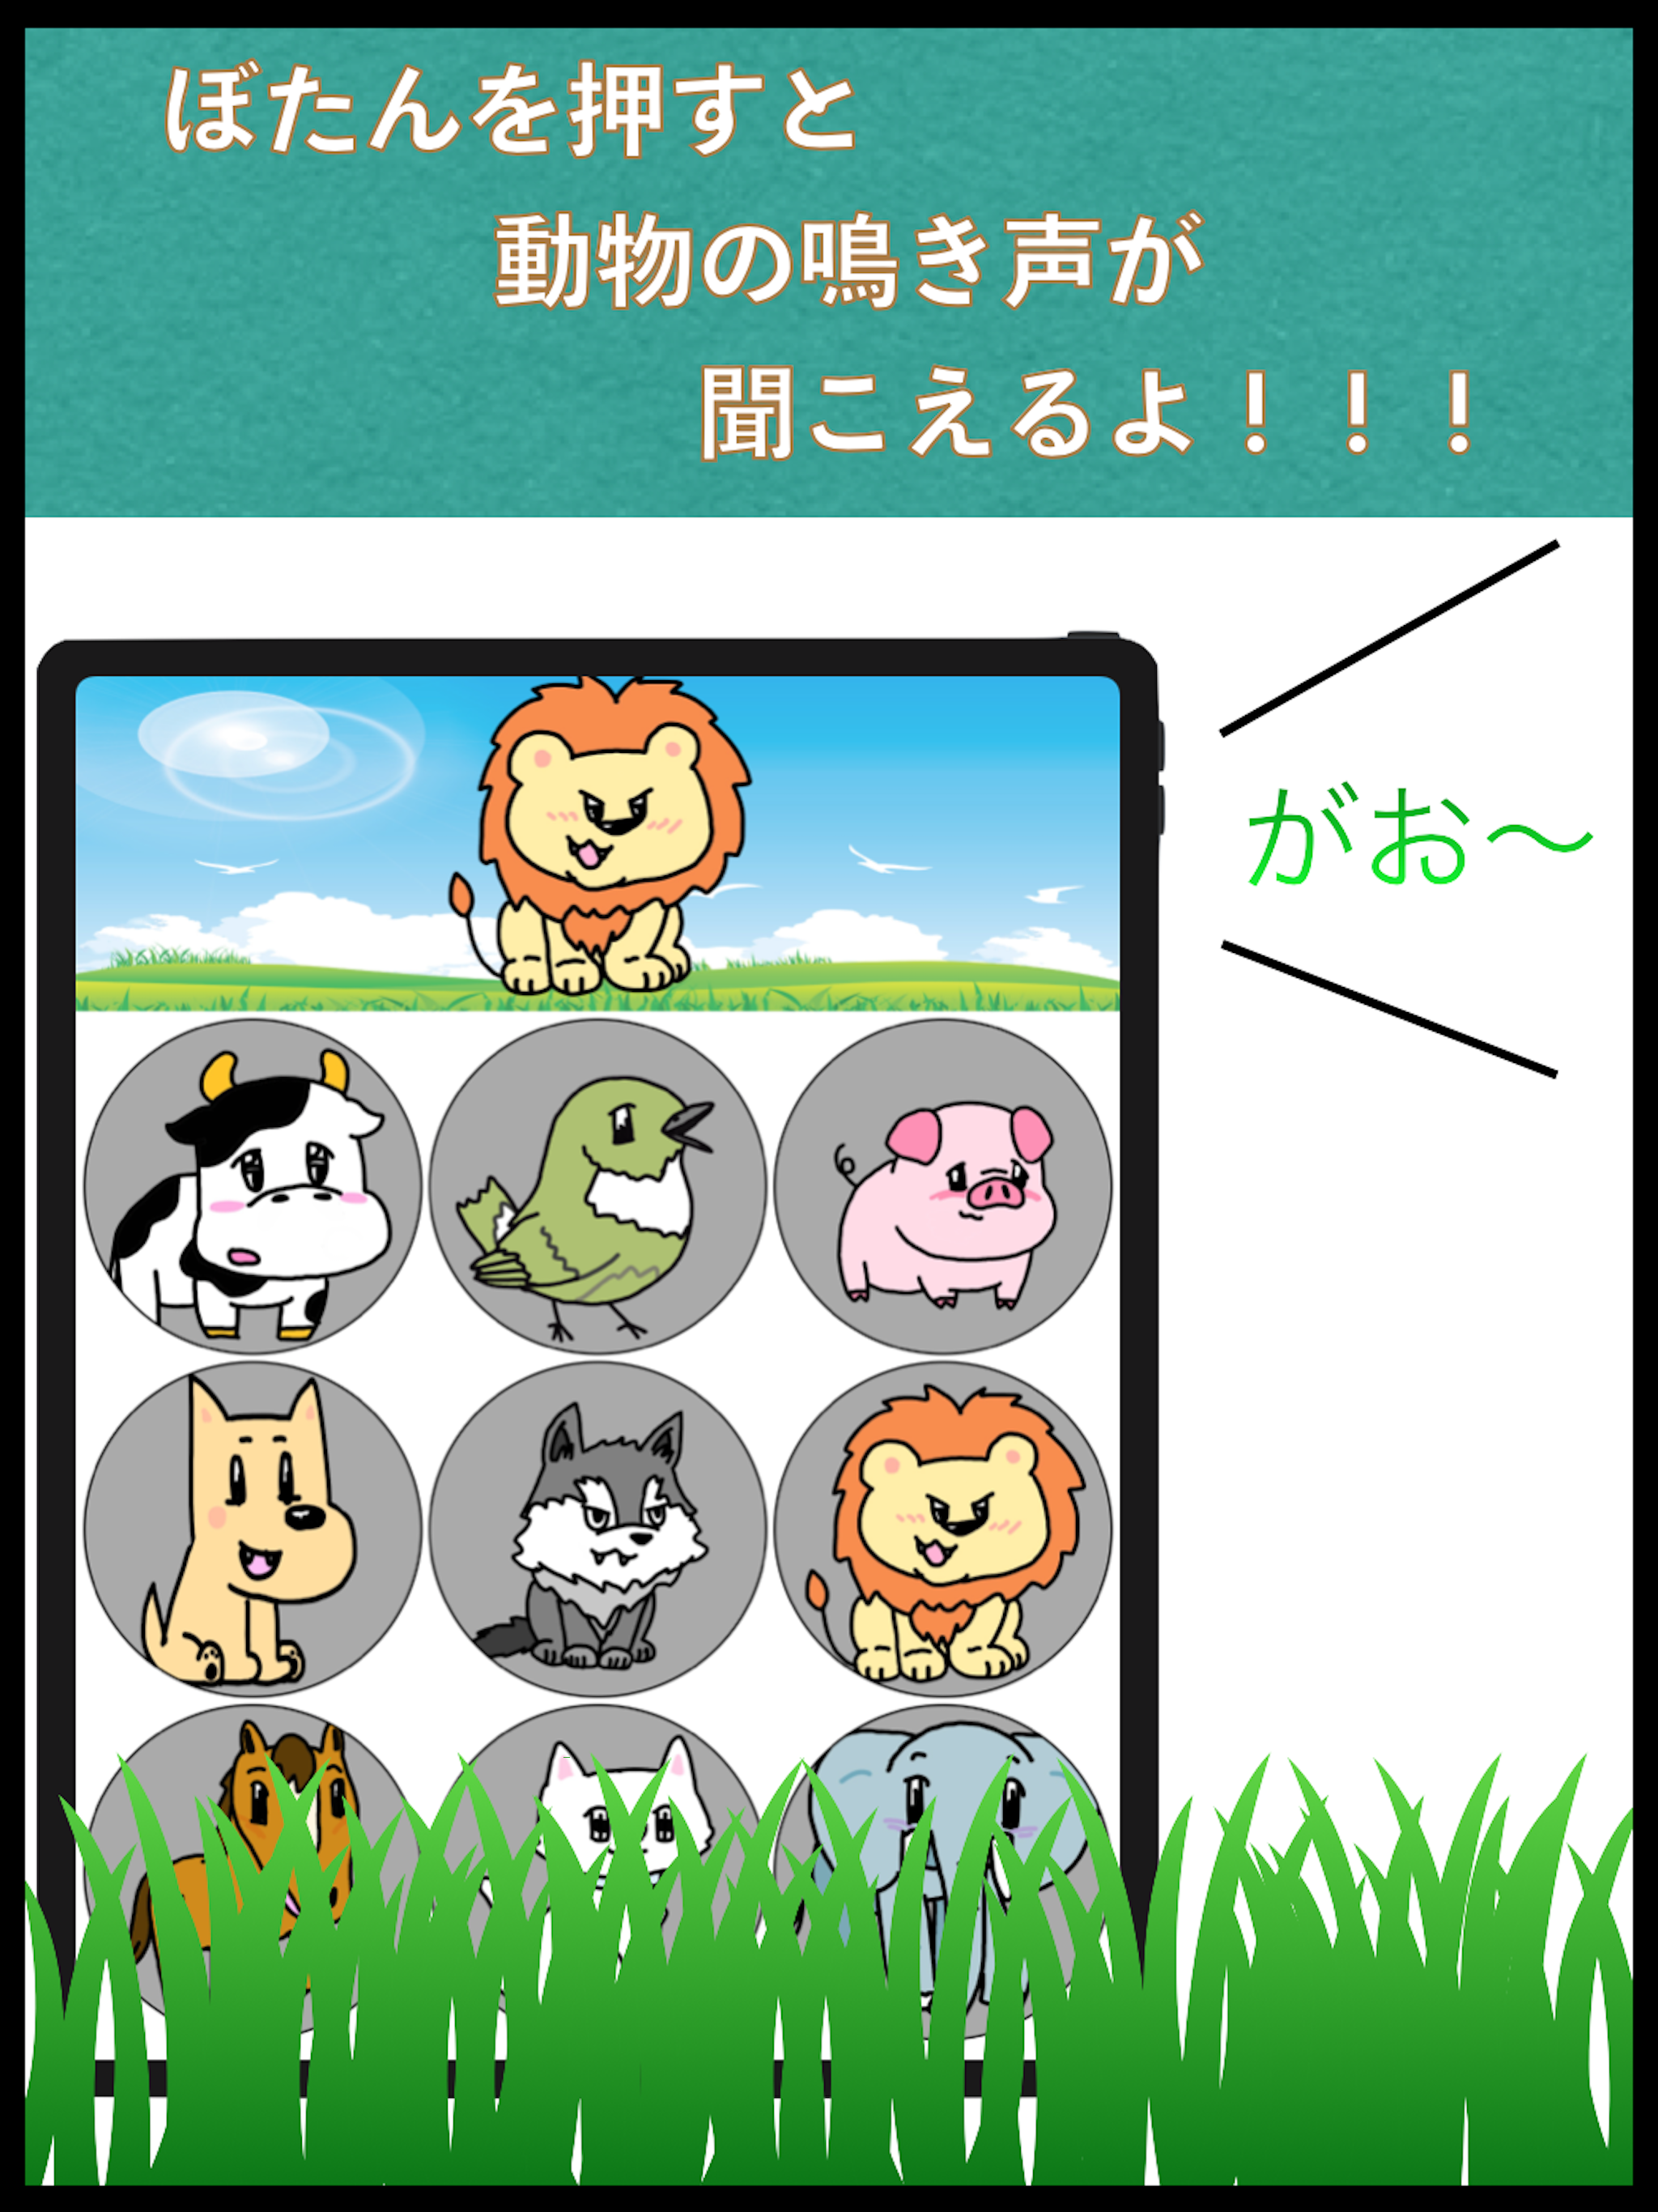 ぼたんを押すと
動物の鳴き声が
聞こえるよ！！！
がお〜